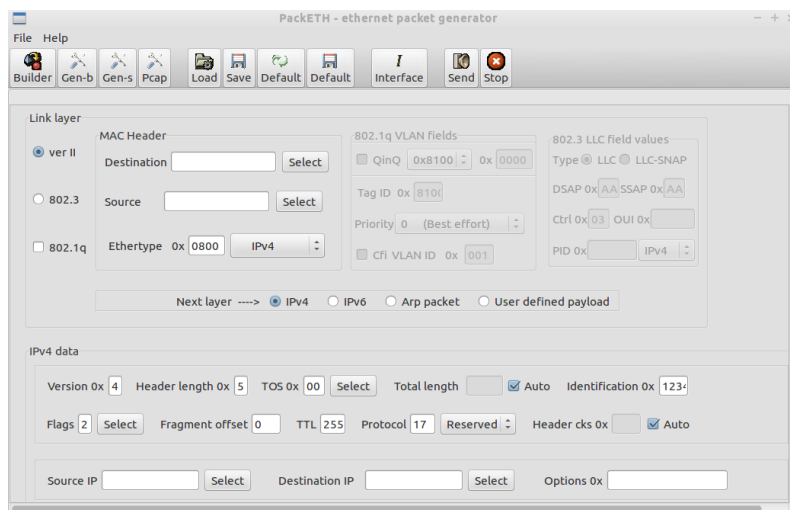 PackETH - ethernet packet generator
File Help
Builder Gen-b Gen-s Pcap Load Save Default Default Interface Send Stop
Link layer
MAC Header 802.1q VLAN fields 802.3 LLC field values
ver II Destination Select QinQ 0x8100 0x 0000 Type LLC LLC-SNAP
802.3 Source Select Tag ID 0x 8100 DSAP 0x AA SSAP 0x AA
Priority 0 (Best effort) Ctrl 0x 03 OUI 0x
802.1q Ethertype 0x 0800 IPv4 Cfi VLAN ID 0x 001 PID 0x IPv4
Next layer ----> IPv4 IPv6 Arp packet User defined payload
IPv4 data
Version 0x 4 Header length 0x 5 TOS 0x 00 Select Total length Auto Identification 0x 1234
Flags 2 Select Fragment offset 0 TTL 255 Protocol 17 Reserved Header cks 0x Auto
Source IP Select Destination IP Select Options 0x